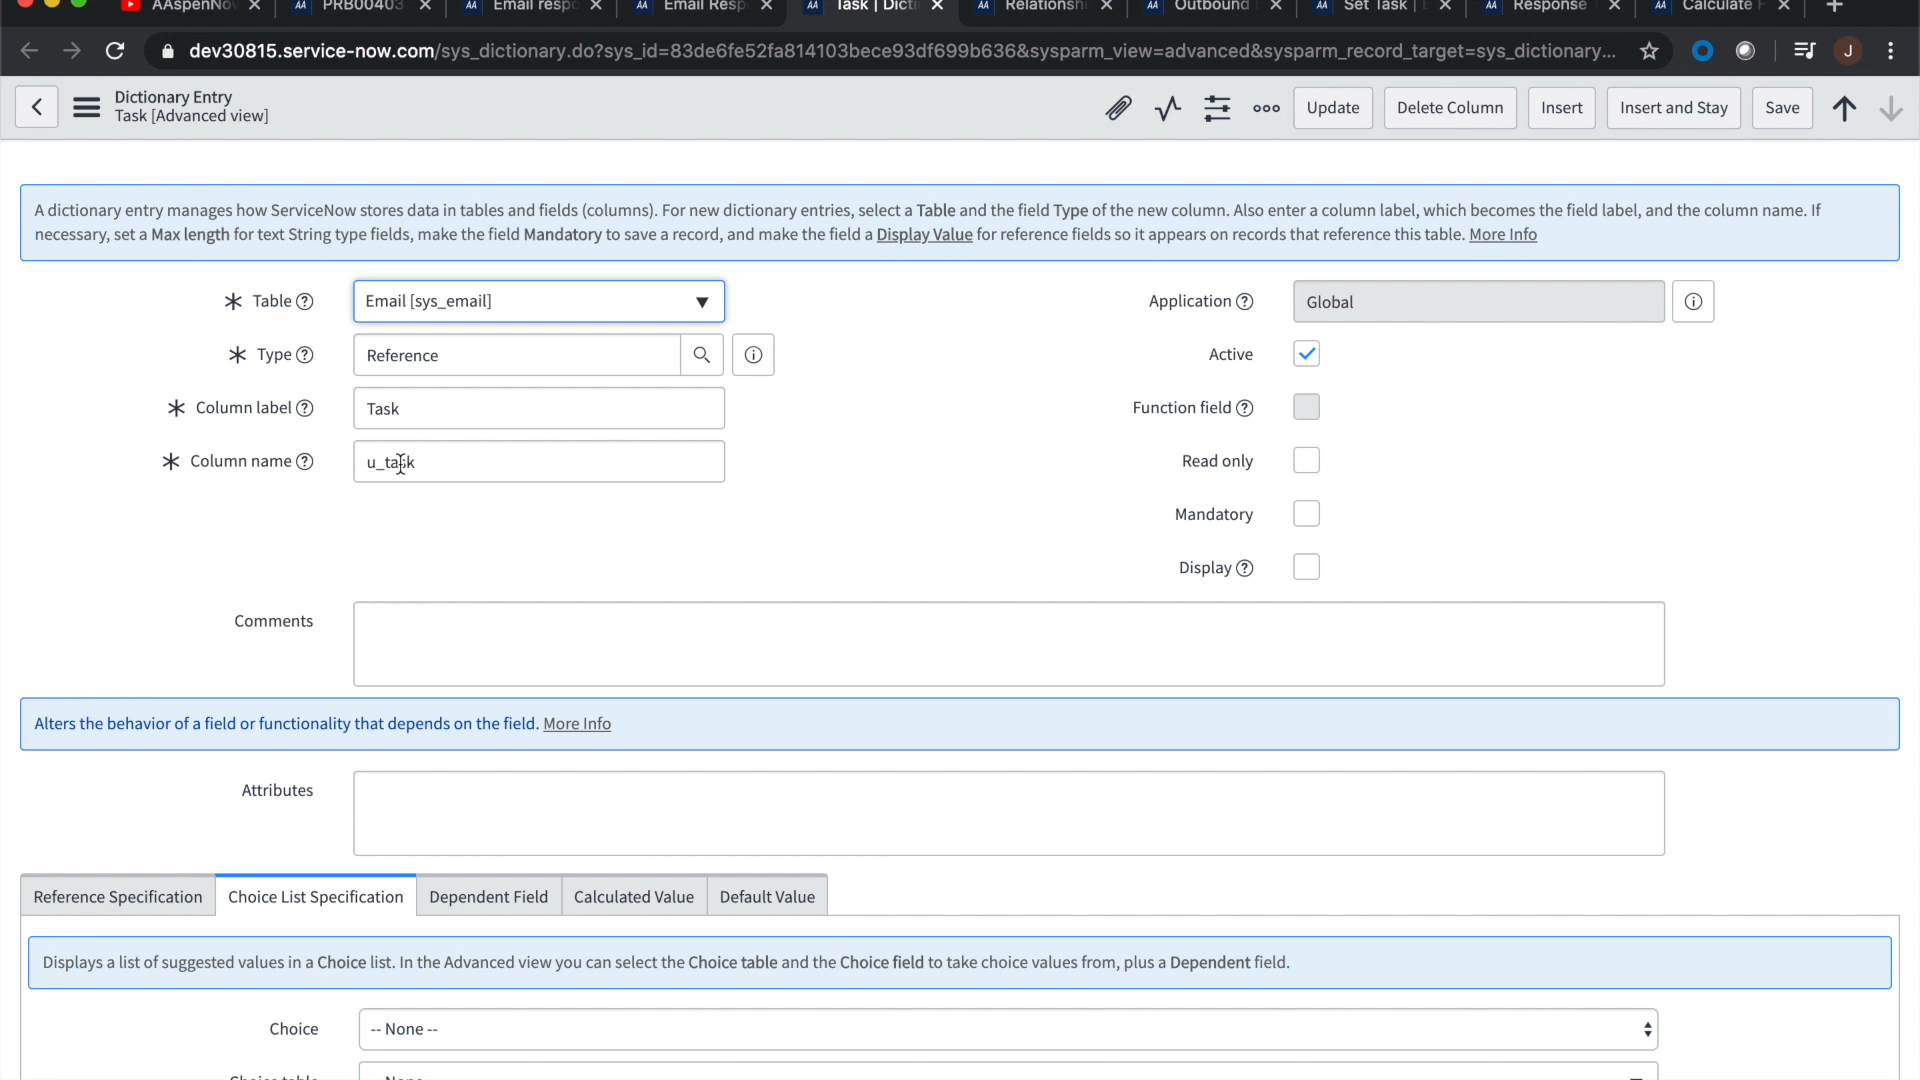 AAspenNo
PRB00403
Email respo
Email Resp
Task | Dicti
Relationshi
Outbound
Set Task |
Response
Calculate
dev30815.service-now.com/sys_dictionary.do?sys_id=83de6fe52fa814103bece93df699b636&sysparm_view=advanced&sysparm_record_target=sys_dictionary...
J
Dictionary Entry
Task [Advanced view]
Update
Delete Column
Insert
Insert and Stay
Save
A dictionary entry manages how ServiceNow stores data in tables and fields (columns). For new dictionary entries, select a Table and the field Type of the new column. Also enter a column label, which becomes the field label, and the column name. If
necessary, set a Max length for text String type fields, make the field Mandatory to save a record, and make the field a Display Value for reference fields so it appears on records that reference this table. More Info
Table
Email [sys_email]
Application
Global
Type
Reference
Active
Column label
Task
Function field
Column name
u_task
Read only
Mandatory
Display
Comments
Alters the behavior of a field or functionality that depends on the field. More Info
Attributes
Reference Specification
Choice List Specification
Dependent Field
Calculated Value
Default Value
Displays a list of suggested values in a Choice list. In the Advanced view you can select the Choice table and the Choice field to take choice values from, plus a Dependent field.
Choice
-- None --
Choice table